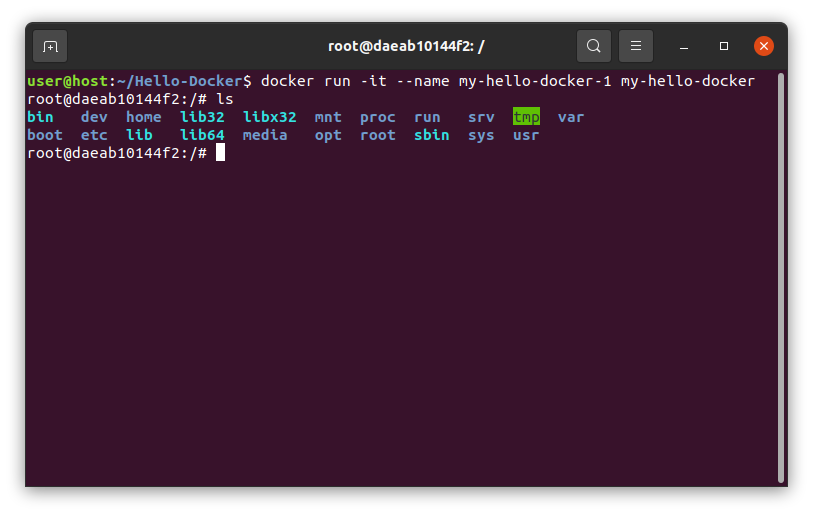 root@daeab10144f2: /
user@host:~/Hello-Docker$ docker run -it --name my-hello-docker-1 my-hello-docker
root@daeab10144f2:/# ls
bin   dev  home  lib32  libx32  mnt  proc  run   srv  tmp  var
boot  etc  lib   lib64  media   opt  root  sbin  sys  usr
root@daeab10144f2:/#